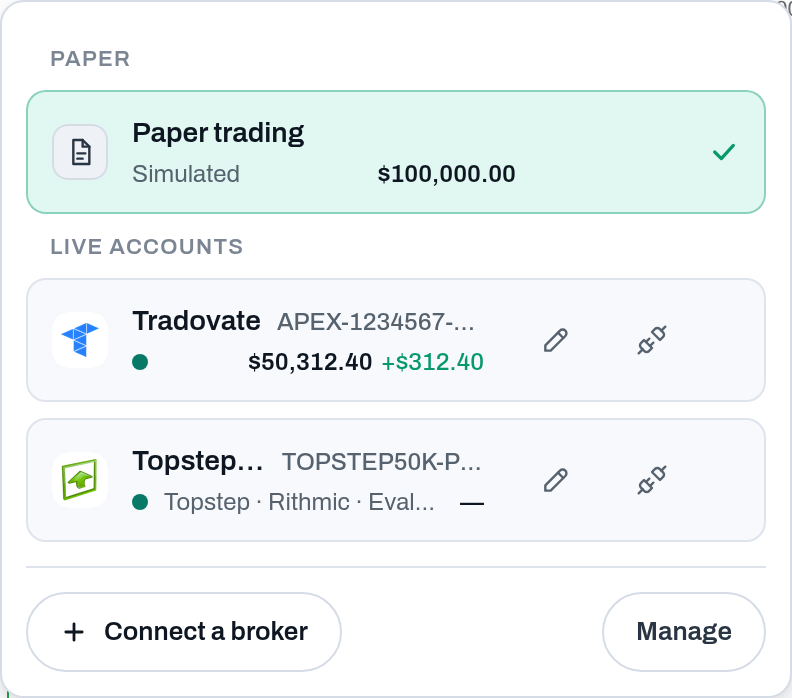 PAPER
Paper trading
Simulated $100,000.00
LIVE ACCOUNTS
Tradovate APEX-1234567-...
$50,312.40 +$312.40
Topstep... TOPSTEP50K-P...
Topstep · Rithmic · Eval... —
Connect a broker
Manage